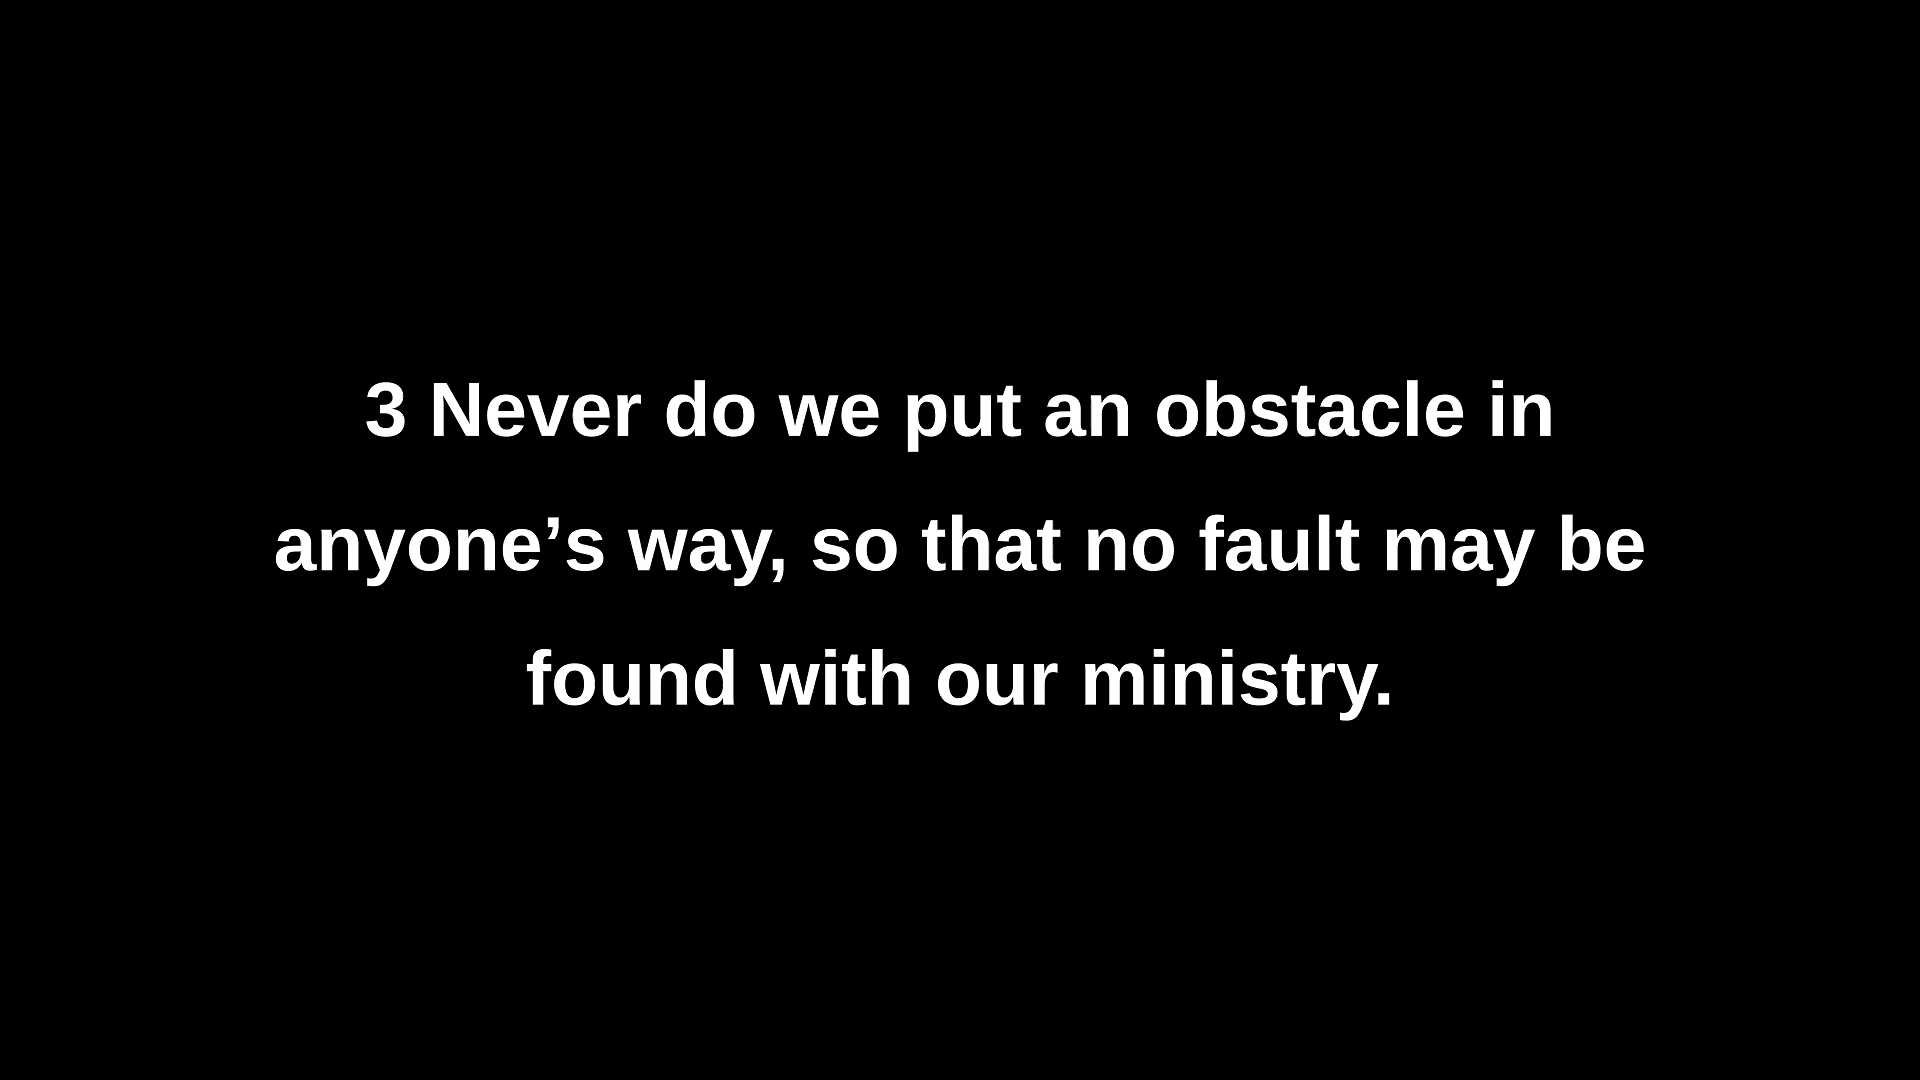 3 Never do we put an obstacle in
anyone’s way, so that no fault may be
found with our ministry.